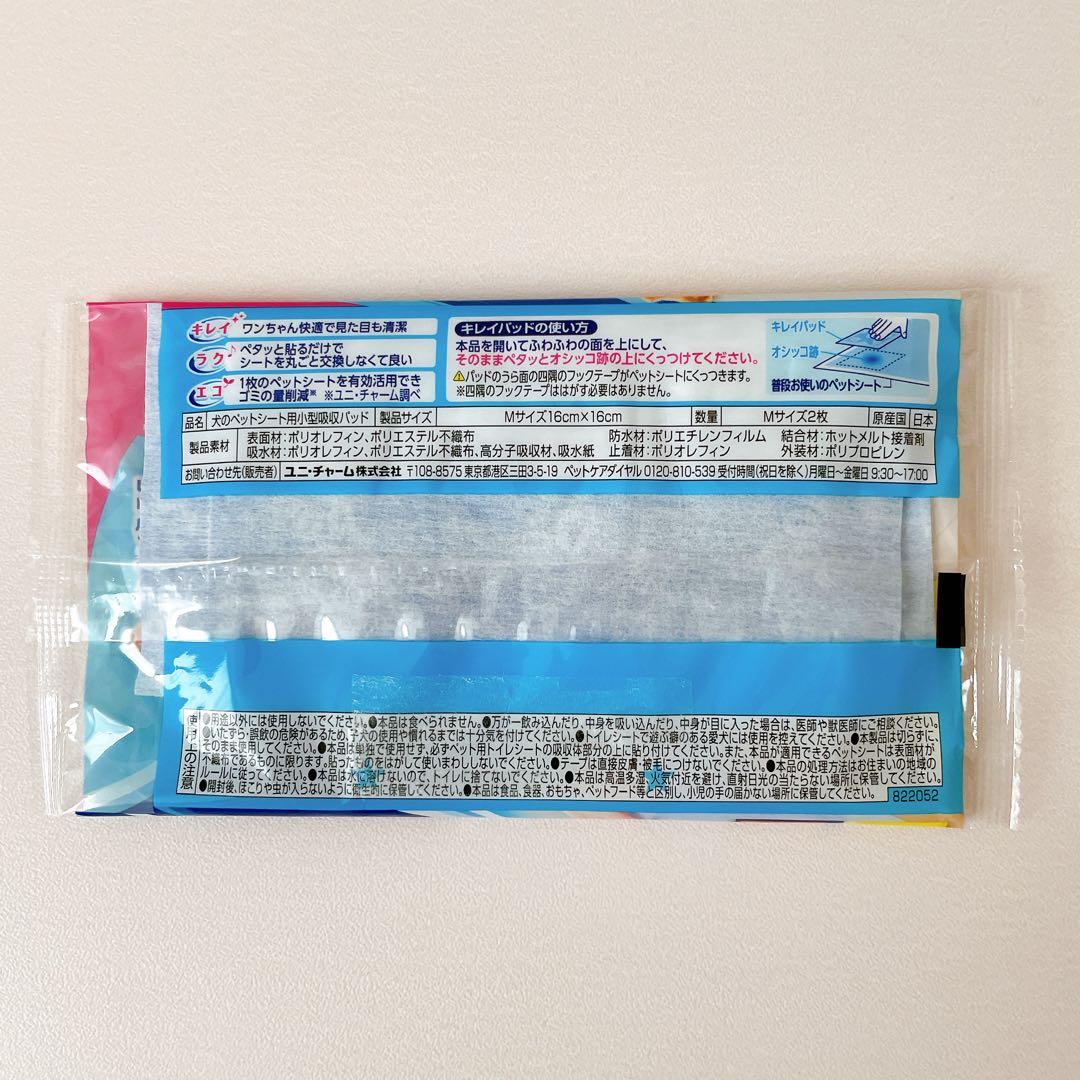 キレイ ワンちゃん快適で見た目も清潔
ラク♪ ペタッと貼るだけで
シートを丸ごと交換しなくて良い
エコ 1枚のペットシートを有効活用でき
ゴミの量削減※ ※ユニ・チャーム調べ
キレイパッドの使い方
本品を開いてふわふわの面を上にして、
そのままペタッとオシッコ跡の上にくっつけてください。
⚠パッドのうら面の四隅のフックテープがペットシートにくっつきます。
※四隅のフックテープははがす必要はありません。
キレイパッド
オシッコ跡
普段お使いのペットシート
品名 犬のペットシート用小型吸収パッド 製品サイズ Mサイズ16cm×16cm 数量 Mサイズ2枚 原産国 日本
製品素材 表面材:ポリオレフィン、ポリエステル不織布 防水材:ポリエチレンフィルム 結合材:ホットメルト接着剤
吸水材:ポリオレフィン、ポリエステル不織布、高分子吸収材、吸水紙 止着材:ポリオレフィン 外装材:ポリプロピレン
お問い合わせ先(販売者) ユニ・チャーム株式会社 〒108-8575 東京都港区三田3-5-19 ペットケアダイヤル 0120-810-539 受付時間(祝日を除く)月曜日~金曜日 9:30~17:00
使用上の注意
●用途以外には使用しないでください。●本品は食べられません。●万が一飲み込んだり、中身を吸い込んだり、中身が目に入った場合は、医師や獣医師にご相談ください。
●いたずら・誤飲の危険があるため、子犬の使用や慣れるまでは十分気を付けてください。●トイレシートで遊ぶ癖のある愛犬には使用を控えてください。●本製品は切らずに、
そのまま使用してください。●本品は単独で使用せず、必ずペット用トイレシートの吸収体部分の上に貼り付けてください。また、本品が適用できるペットシートは表面材が
不織布であるものに限ります。貼ったものをはがして使いまわししないでください。●テープは直接皮膚・被毛につけないでください。●本品の処理方法はお住いの地域の
ルールに従ってください。●本品は水に溶けないので、トイレに捨てないでください。●本品は高温多湿、火気付近を避け、直射日光の当たらない場所に保管してください。
●開封後、ほこりや虫が入らないように衛生的に保管してください。●本品は食品、食器、おもちゃ、ペットフード等と区別し、小児の手の届かない場所に保管してください。
822052